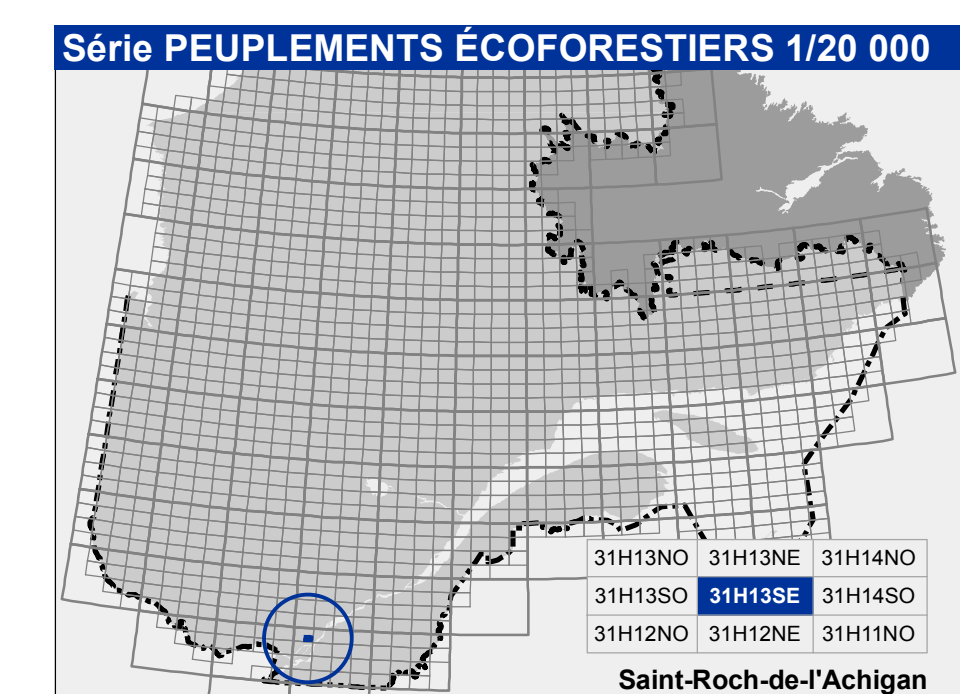 Série PEUPLEMENTS ÉCOFORESTIERS 1/20 000
31H13NO 31H13NE 31H14NO
31H13SO 31H13SE 31H14SO
31H12NO 31H12NE 31H11NO
Saint-Roch-de-l'Achigan